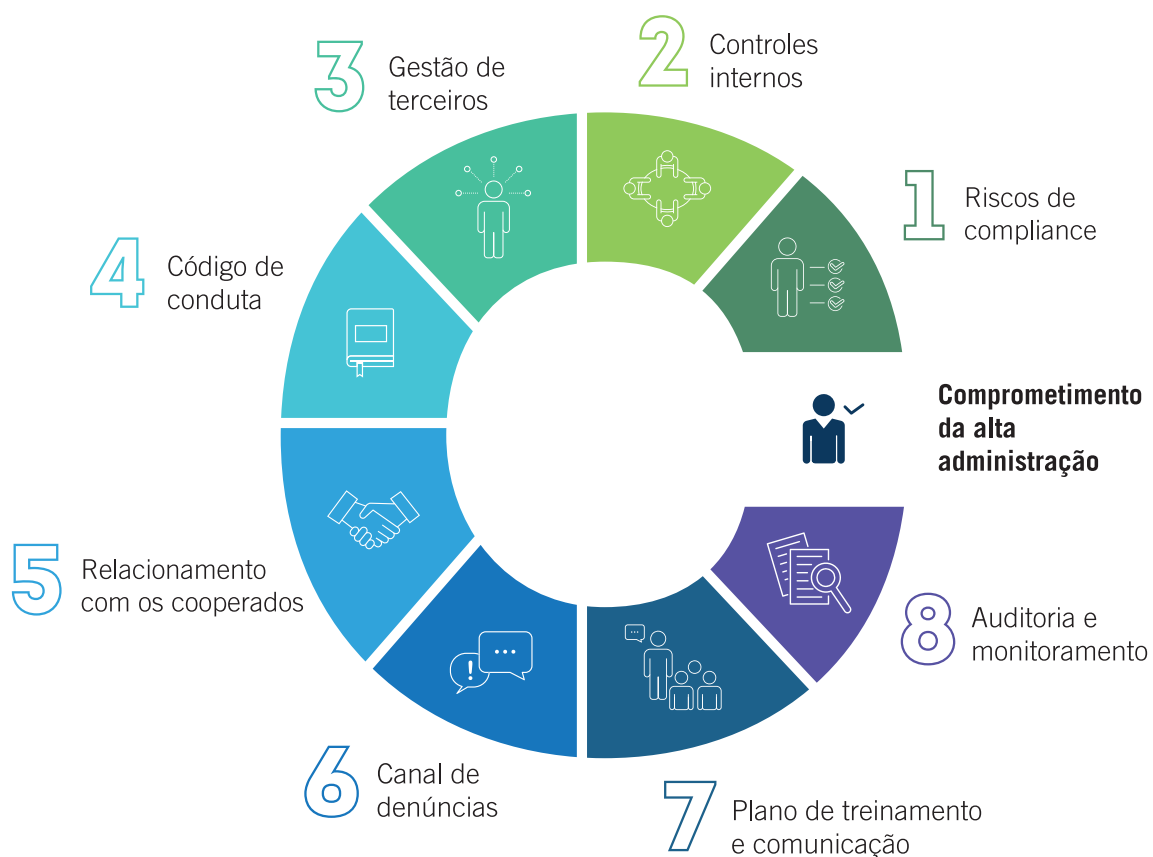 1
Riscos de
compliance
2
Controles
internos
3
Gestão de
terceiros
4
Código de
conduta
5
Relacionamento
com os cooperados
6
Canal de
denúncias
7
Plano de treinamento
e comunicação
8
Auditoria e
monitoramento
Comprometimento
da alta
administração